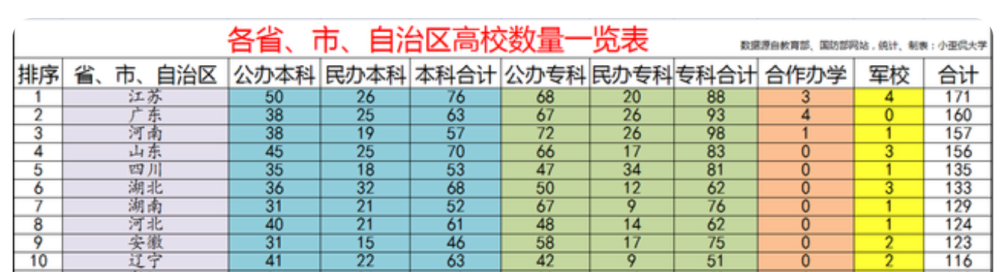 各省、市、自治区高校数量一览表
数据源自教育部、国防部网站，统计、制表：小歪侃大学
排序 省、市、自治区 公办本科 民办本科 本科合计 公办专科 民办专科 专科合计 合作办学 军校 合计
1 江苏 50 26 76 68 20 88 3 4 171
2 广东 38 25 63 67 26 93 4 0 160
3 河南 38 19 57 72 26 98 1 1 157
4 山东 45 25 70 66 17 83 0 3 156
5 四川 35 18 53 47 34 81 0 1 135
6 湖北 36 32 68 50 12 62 0 3 133
7 湖南 31 21 52 67 9 76 0 1 129
8 河北 40 21 61 48 14 62 0 1 124
9 安徽 31 15 46 58 17 75 0 2 123
10 辽宁 41 22 63 42 9 51 0 2 116